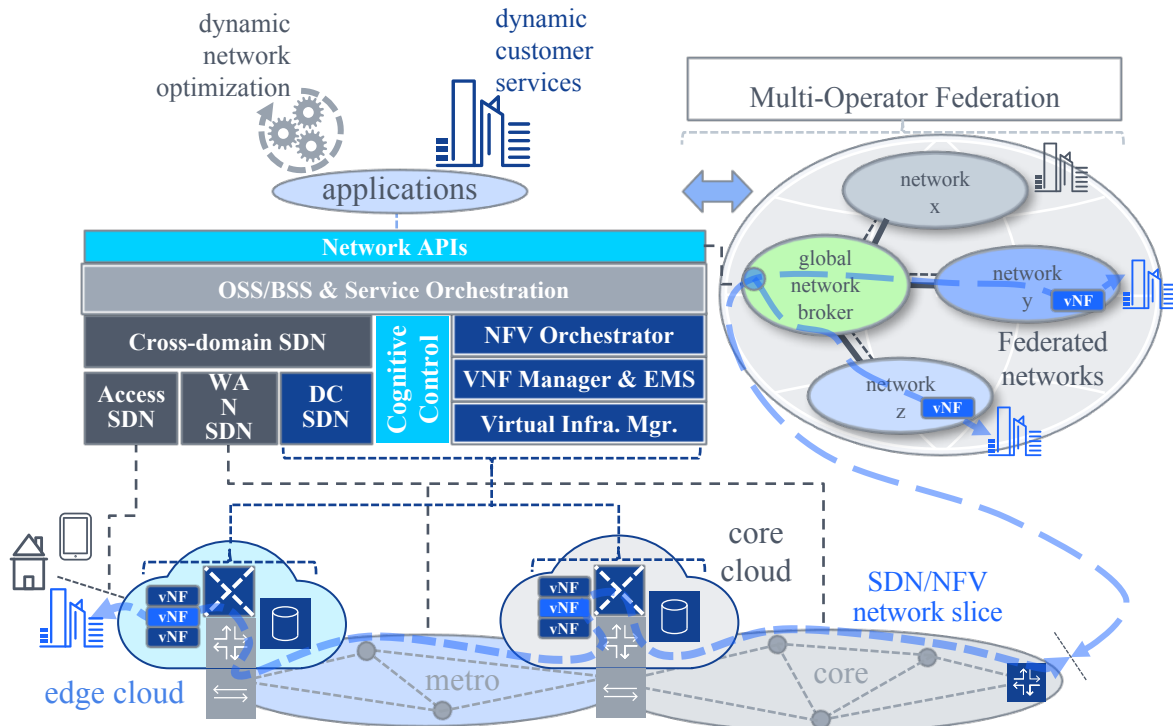 dynamic
network
optimization
dynamic
customer
services
applications
Multi-Operator Federation
network
x
global
network
broker
network
y
vNF
Federated
networks
network
z
vNF
Network APIs
OSS/BSS & Service Orchestration
Cross-domain SDN
Cognitive
Control
NFV Orchestrator
VNF Manager & EMS
Virtual Infra. Mgr.
Access
SDN
WA
N
SDN
DC
SDN
core
cloud
vNF
vNF
vNF
vNF
vNF
vNF
SDN/NFV
network slice
edge cloud
metro
core